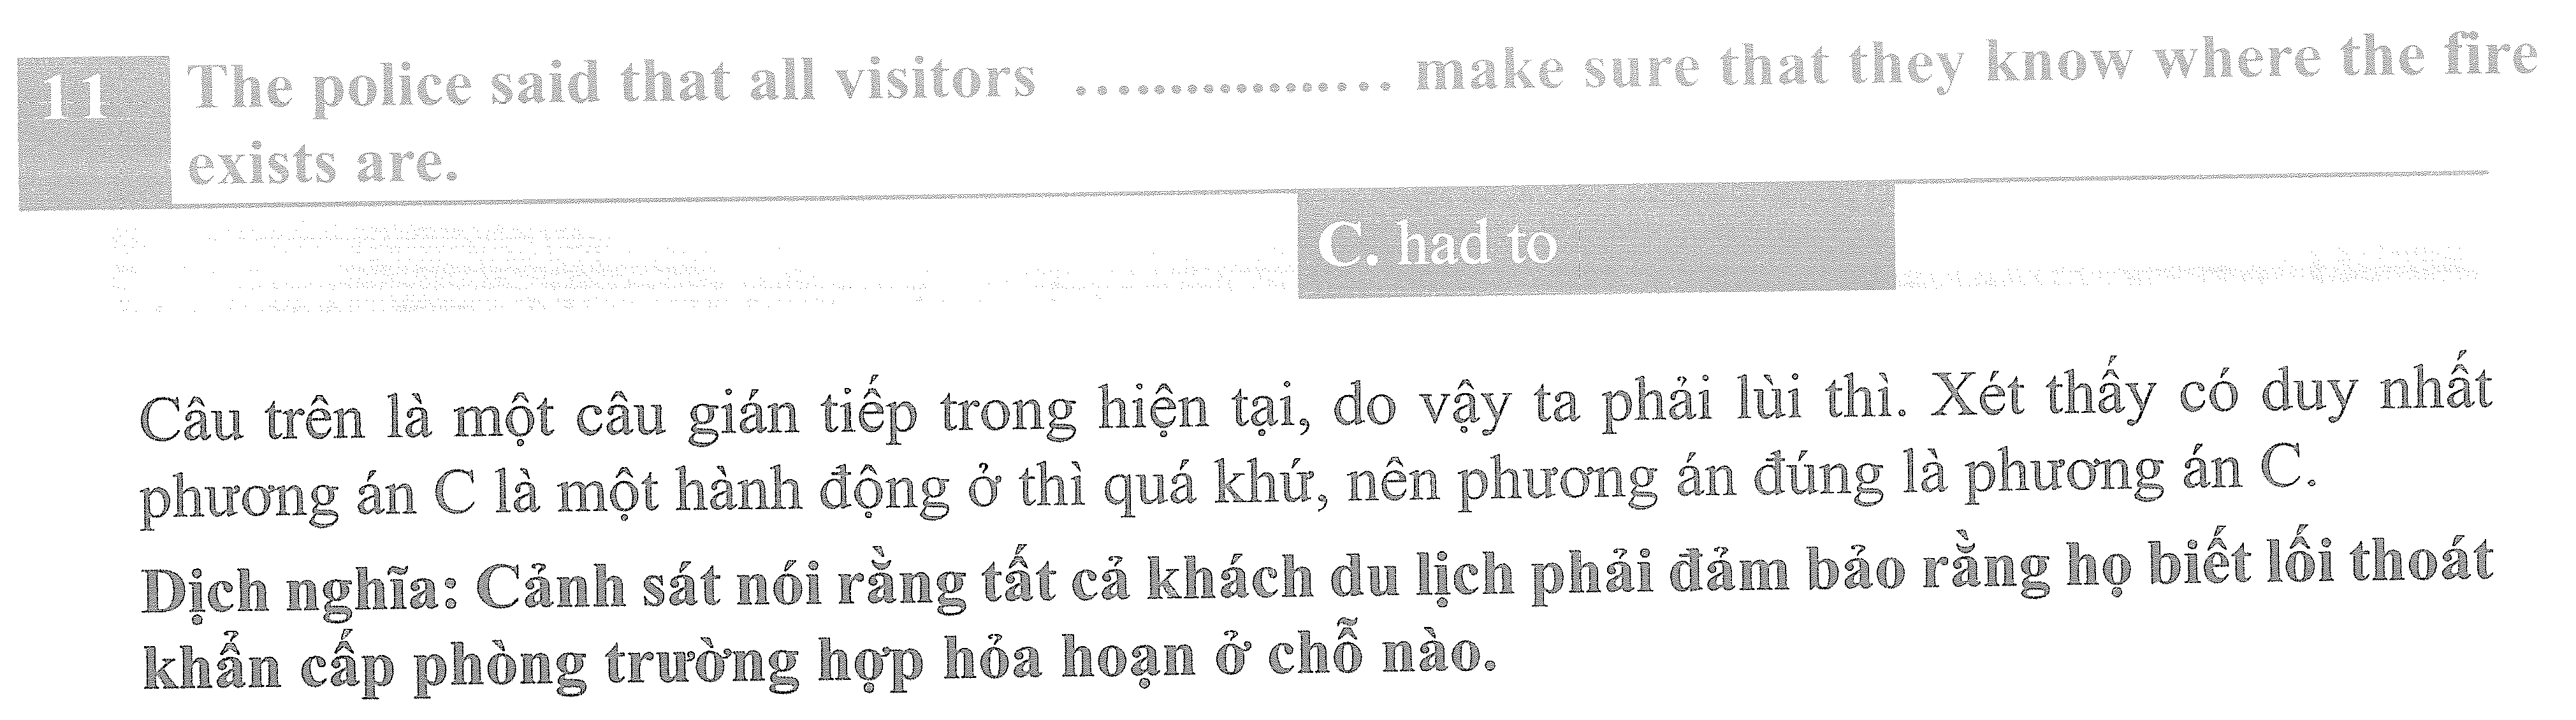 11 The police said that all visitors ................... make sure that they know where the fire
exists are.
C. had to
Câu trên là một câu gián tiếp trong hiện tại, do vậy ta phải lùi thì. Xét thấy có duy nhất
phương án C là một hành động ở thì quá khứ, nên phương án đúng là phương án C.
Dịch nghĩa: Cảnh sát nói rằng tất cả khách du lịch phải đảm bảo rằng họ biết lối thoát
khẩn cấp phòng trường hợp hỏa hoạn ở chỗ nào.